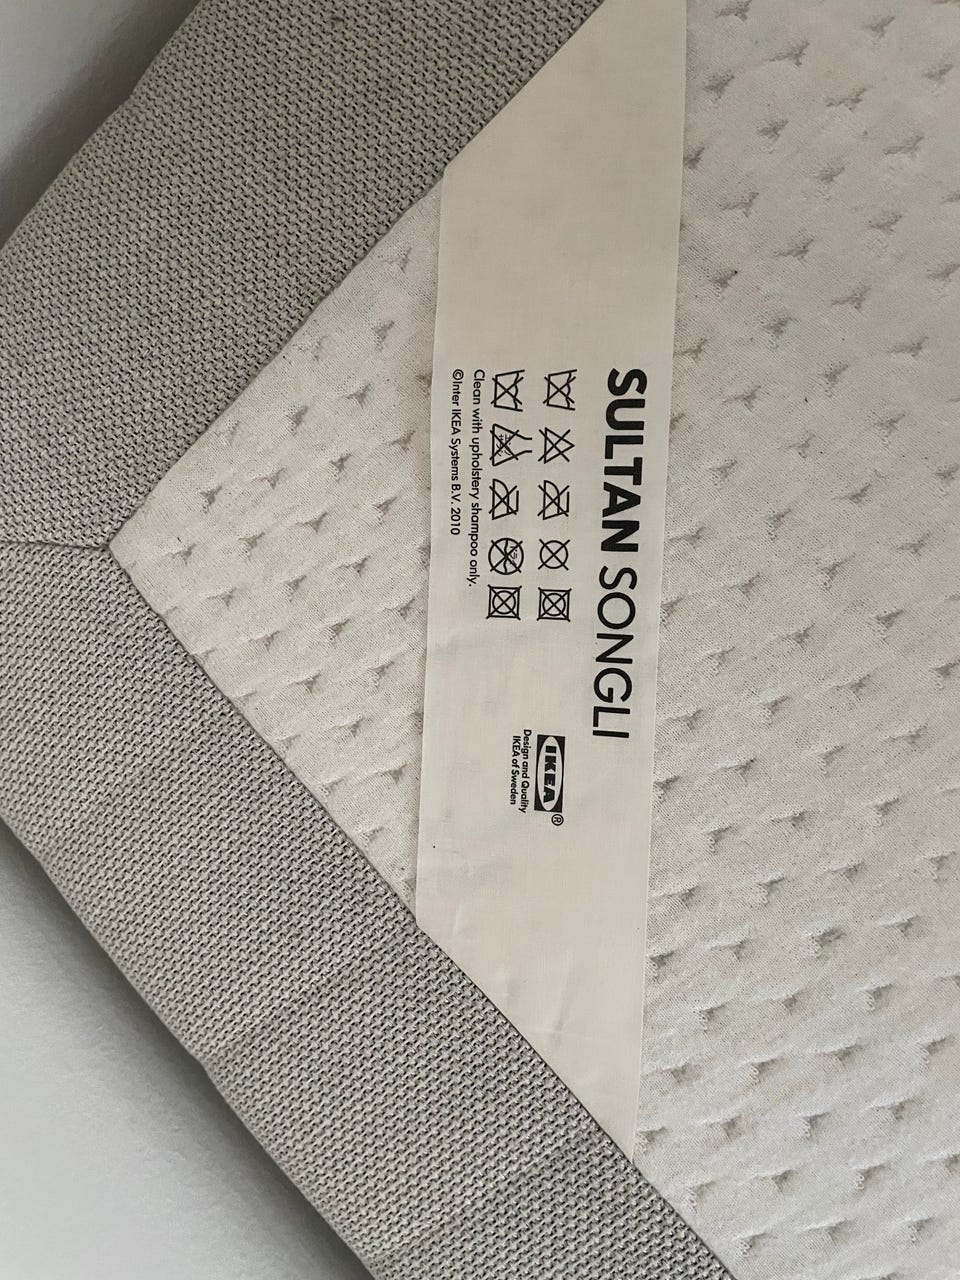 SULTAN SONGLI
Clean with upholstery shampoo only.
©Inter IKEA Systems B.V. 2010
IKEA®
Design and Quality
IKEA of Sweden